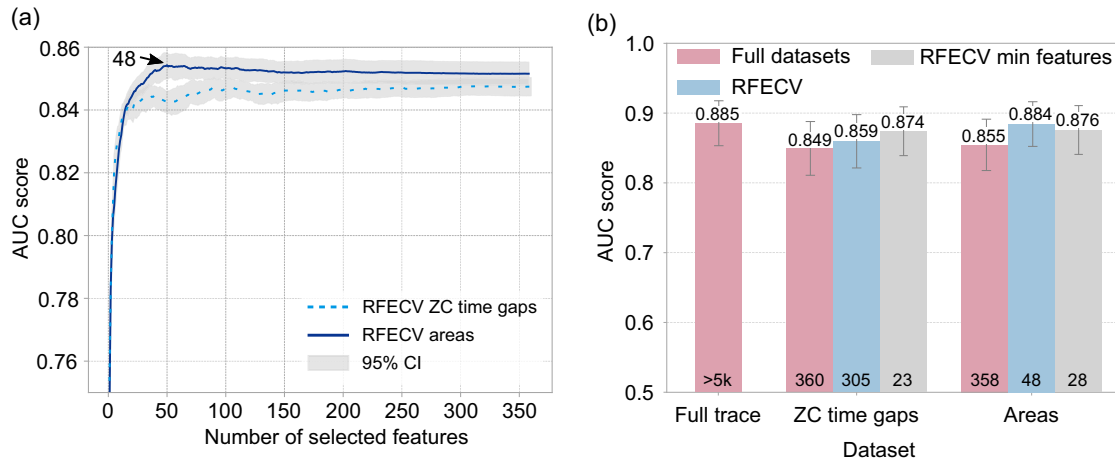 (a)
AUC score
0.86
0.84
0.82
0.80
0.78
0.76
48
RFECV ZC time gaps
RFECV areas
95% CI
0 50 100 150 200 250 300 350
Number of selected features
(b)
AUC score
1.0
0.9
0.8
0.7
0.6
0.5
Full datasets
RFECV
RFECV min features
0.885 0.849 0.859 0.874 0.855 0.884 0.876
>5k 360 305 23 358 48 28
Full trace ZC time gaps Areas
Dataset